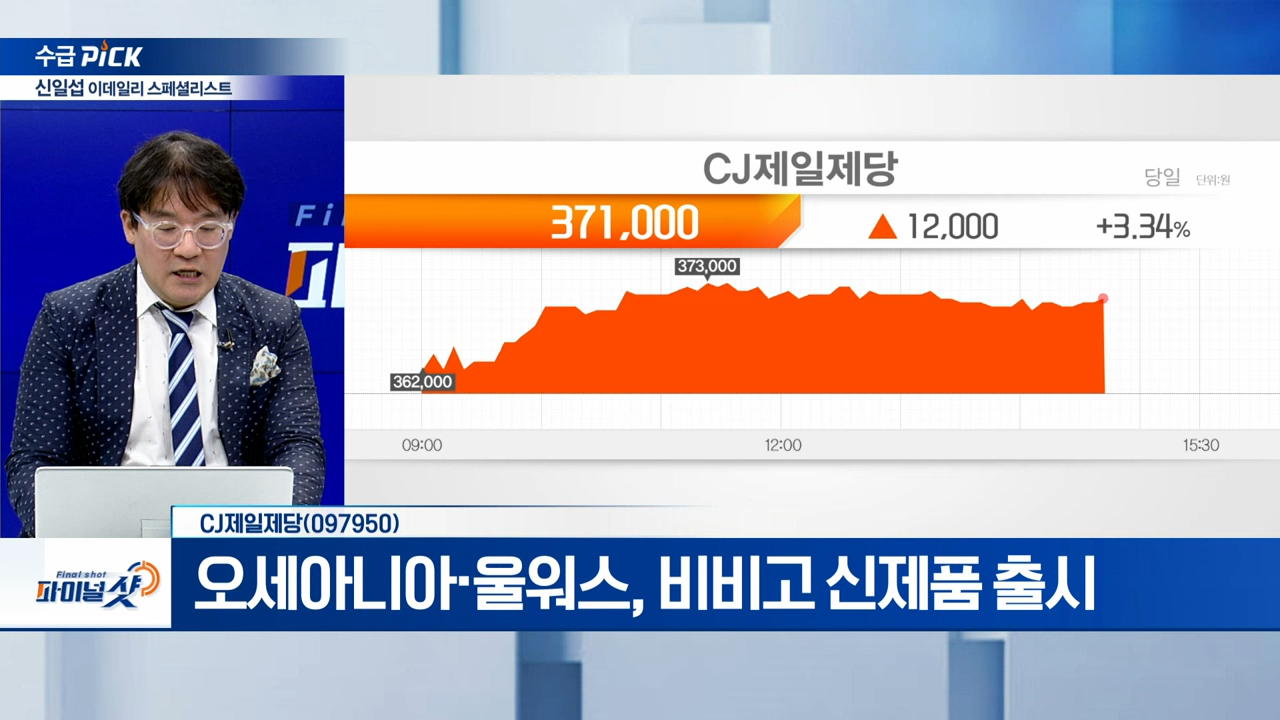 수급 PICK
신일섭 이데일리 스페셜리스트
CJ제일제당
당일 단위:원
371,000 ▲ 12,000 +3.34%
373,000
362,000
09:00 12:00 15:30
Fi
파
CJ제일제당(097950)
Final shot
파이널샷
오세아니아·울워스, 비비고 신제품 출시